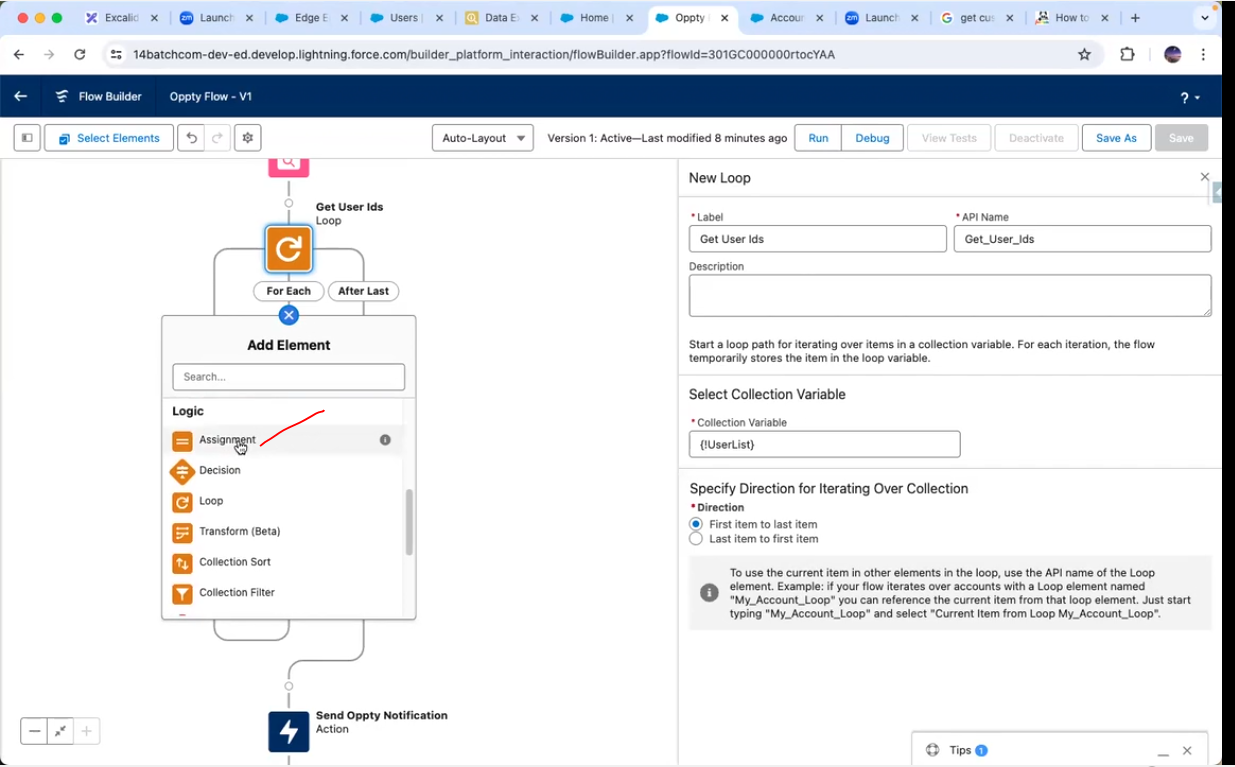 Excalid
Launch
Edge E
Users |
Data E
Home |
Oppty
Accou
Launch
get cus
How to
14batchcom-dev-ed.develop.lightning.force.com/builder_platform_interaction/flowBuilder.app?flowId=301GC000000rtocYAA
Flow Builder
Oppty Flow - V1
?
Select Elements
Auto-Layout
Version 1: Active—Last modified 8 minutes ago
Run
Debug
View Tests
Deactivate
Save As
Save
Get User Ids
Loop
For Each
After Last
Add Element
Search...
Logic
Assignment
Decision
Loop
Transform (Beta)
Collection Sort
Collection Filter
Send Oppty Notification
Action
New Loop
* Label
* API Name
Get User Ids
Get_User_Ids
Description
Start a loop path for iterating over items in a collection variable. For each iteration, the flow
temporarily stores the item in the loop variable.
Select Collection Variable
* Collection Variable
{!UserList}
Specify Direction for Iterating Over Collection
* Direction
First item to last item
Last item to first item
To use the current item in other elements in the loop, use the API name of the Loop
element. Example: if your flow iterates over accounts with a Loop element named
"My_Account_Loop" you can reference the current item from that loop element. Just start
typing "My_Account_Loop" and select "Current Item from Loop My_Account_Loop".
Tips 1